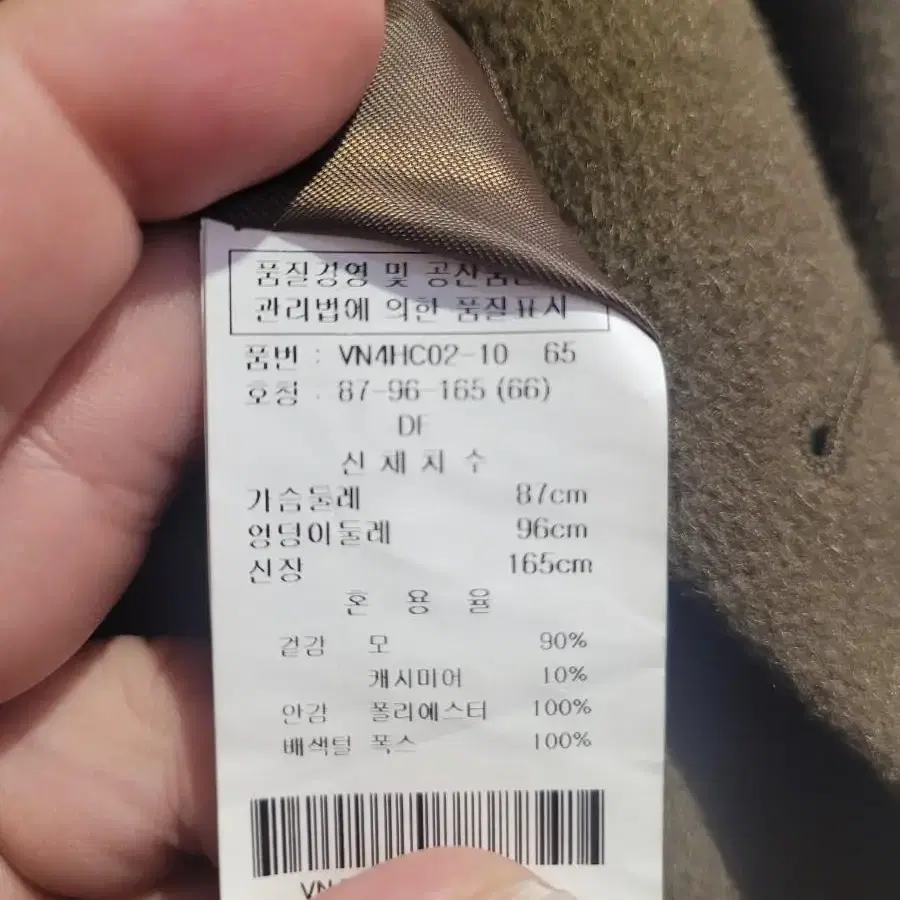 품질경영 및 공산품
관리법에 의한 품질표시
품번 : VN4HC02-10 65
호칭 : 87-96-165 (66)
DF
신 체 치 수
가슴둘레 87cm
엉덩이둘레 96cm
신장 165cm
혼 용 율
겉감 모 90%
캐시미어 10%
안감 폴리에스터 100%
배색털 폭스 100%